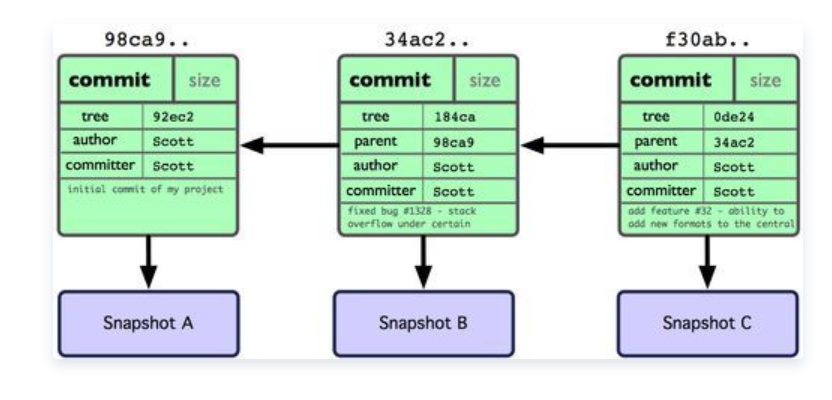 98ca9..
commit size
tree 92ec2
author Scott
committer Scott
initial commit of my project
Snapshot A
34ac2..
commit size
tree 184ca
parent 98ca9
author Scott
committer Scott
fixed bug #1328 - stack
overflow under certain
Snapshot B
f30ab..
commit size
tree 0de24
parent 34ac2
author Scott
committer Scott
add feature #32 - ability to
add new formats to the central
Snapshot C